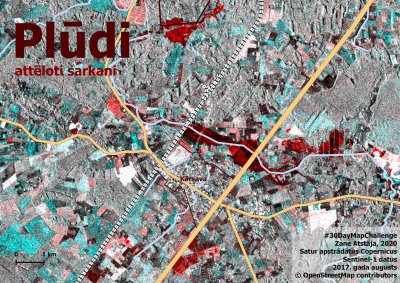 Plūdi
attēloti sarkani
Kārsava
#30DayMapChallenge
Zane Atstāja, 2020
Satur apstrādātus Copernicus
Sentinel-1 datus
2017. gada augusts
© OpenStreetMap contributors
0 1 km